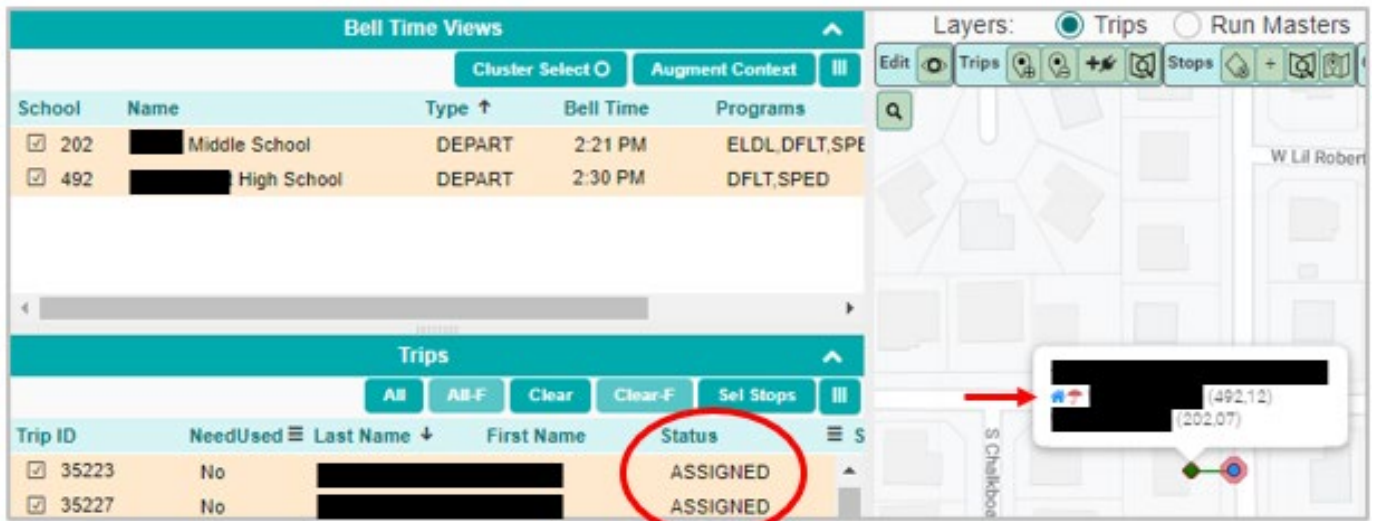 Bell Time Views
Cluster Select Augment Context
School Name Type ↑ Bell Time Programs
202 Middle School DEPART 2:21 PM ELDL,DFLT,SPE
492 High School DEPART 2:30 PM DFLT,SPED
Trips
All All-F Clear Clear-F Sel Stops
Trip ID NeedUsed Last Name ↓ First Name Status S
35223 No ASSIGNED
35227 No ASSIGNED
Layers: Trips Run Masters
Edit Trips Stops
W Lil Rober
(492,12)
(202,07)
S Chalkboa